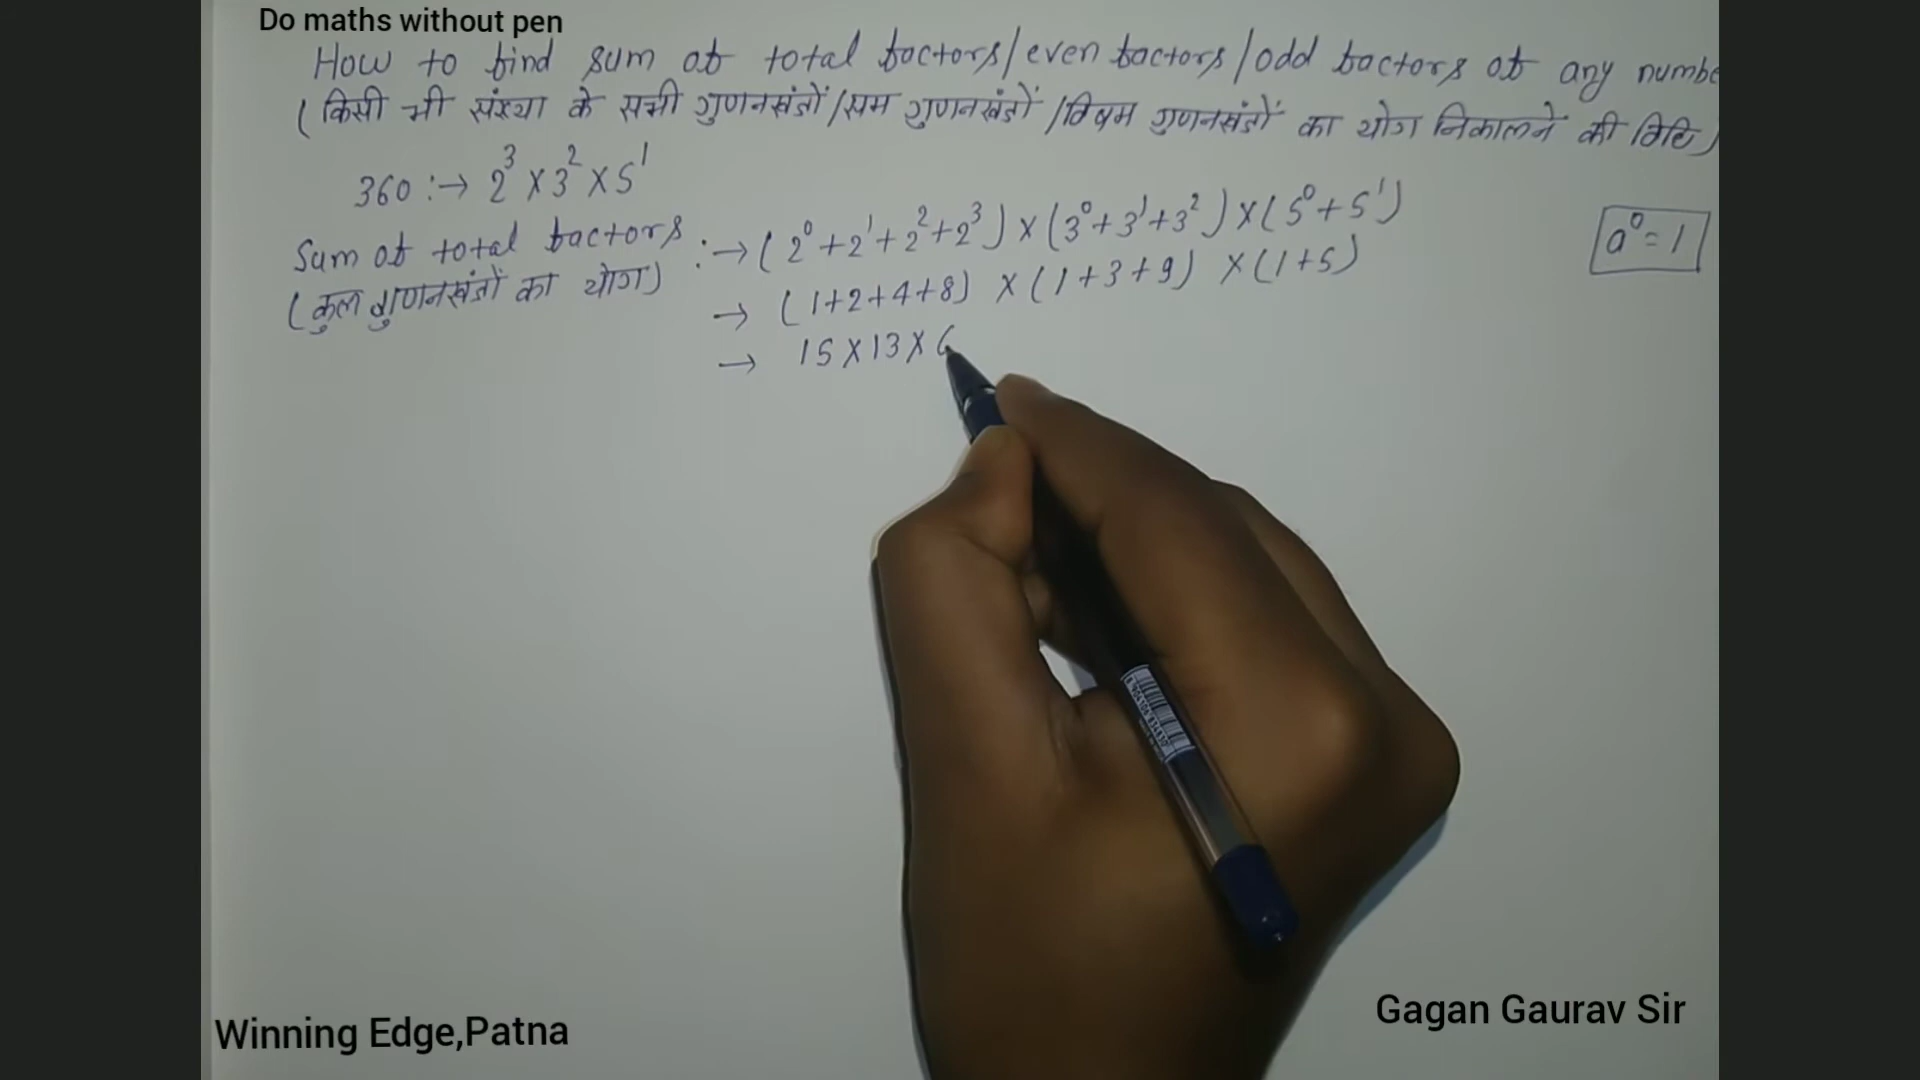 Do maths without pen
How to find sum of total factors/even factors/odd factors of any numbe
(किसी भी संख्या के सभी गुणनखंडों/सम गुणनखंडों/विषम गुणनखंडों का योग निकालने की विधि)
360 :→ 2³ × 3² × 5¹
Sum of total factors :→ (2⁰+2¹+2²+2³) × (3⁰+3¹+3²) × (5⁰+5¹)
a⁰ = 1
(कुल गुणनखंडों का योग)
→ (1+2+4+8) × (1+3+9) × (1+5)
→ 15 × 13 × 6
8904106834830
Winning Edge,Patna
Gagan Gaurav Sir